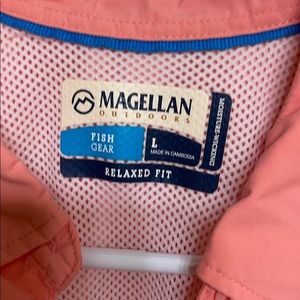 MAGELLAN
OUTDOORS
FISH
GEAR
L
MADE IN CAMBODIA
RELAXED FIT
MOISTURE-WICKING